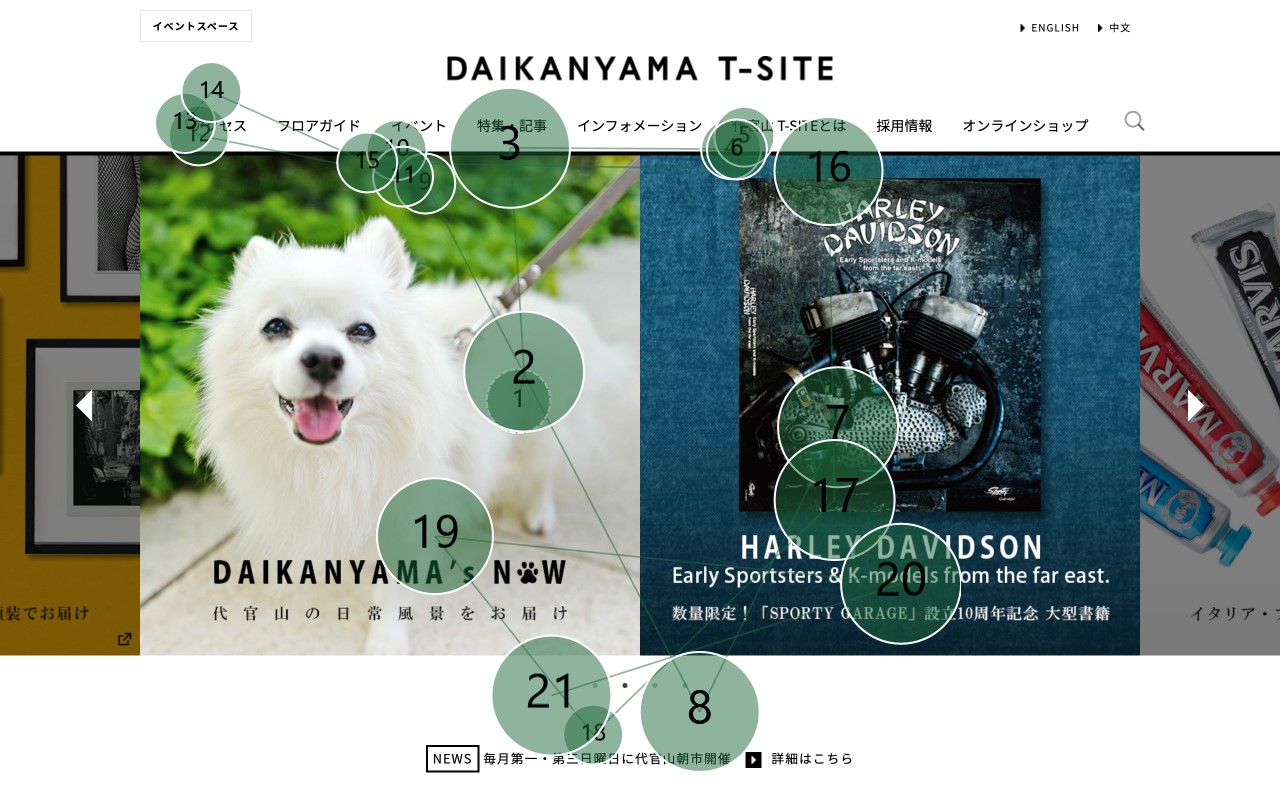 イベントスペース
ENGLISH 中文
DAIKANYAMA T-SITE
セス フロアガイド イベント 特集・記事 インフォメーション T-SITEとは 採用情報 オンラインショップ
14
13
12
15
10
11
9
3
5
6
16
2
1
7
17
19
20
21
18
8
MARVIS
HARLEY
DAVIDSON
Early Sportsters and K-models
from the far east.
DAIKANYAMA's NOW
代官山の日常風景をお届け
HARLEY DAVIDSON
Early Sportsters & K-models from the far east.
数量限定！「SPORTY GARAGE」設立10周年記念 大型書籍
装でお届け
イタリア・
NEWS 毎月第一・第三日曜日に代官山朝市開催 詳細はこちら